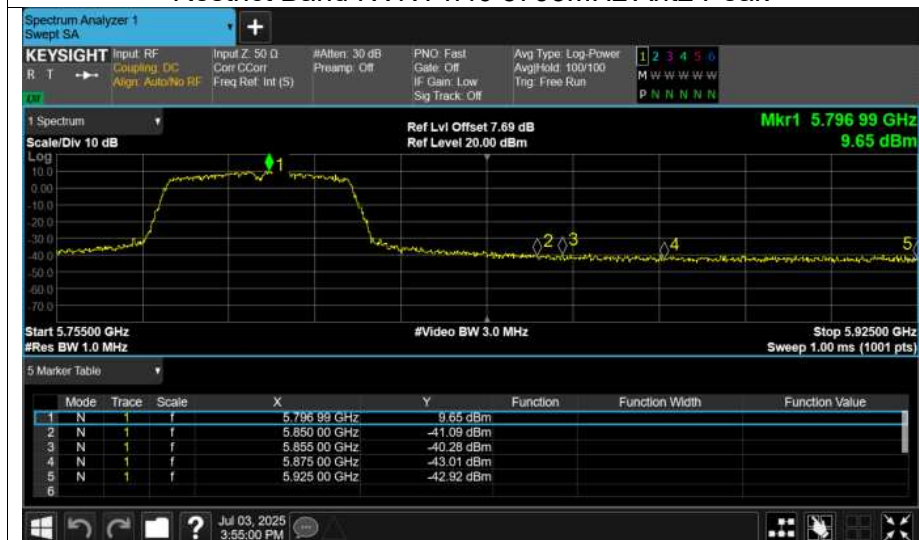 Spectrum Analyzer 1
Swept SA
+
KEYSIGHT Input: RF Input Z: 50 Ω #Atten: 30 dB PNO: Fast Avg Type: Log-Power 1 2 3 4 5 6
R T Coupling: DC Corr CCorr Preamp: Off Gate: Off Avg|Hold: 100/100 M W W W W W
Align: Auto/No RF Freq Ref: Int (S) IF Gain: Low Trig: Free Run P N N N N N
Sig Track: Off
1 Spectrum
Ref Lvl Offset 7.69 dB Mkr1 5.796 99 GHz
Scale/Div 10 dB Ref Level 20.00 dBm 9.65 dBm
Log
10.0
0.00
-10.0
-20.0
-30.0
-40.0
-50.0
-60.0
-70.0
1
2 3 4 5
Start 5.75500 GHz #Video BW 3.0 MHz Stop 5.92500 GHz
#Res BW 1.0 MHz Sweep 1.00 ms (1001 pts)
5 Marker Table
Mode Trace Scale X Y Function Function Width Function Value
1 N 1 f 5.796 99 GHz 9.65 dBm
2 N 1 f 5.850 00 GHz -41.09 dBm
3 N 1 f 5.855 00 GHz -40.28 dBm
4 N 1 f 5.875 00 GHz -43.01 dBm
5 N 1 f 5.925 00 GHz -42.92 dBm
6
? Jul 03, 2025
3:55:00 PM